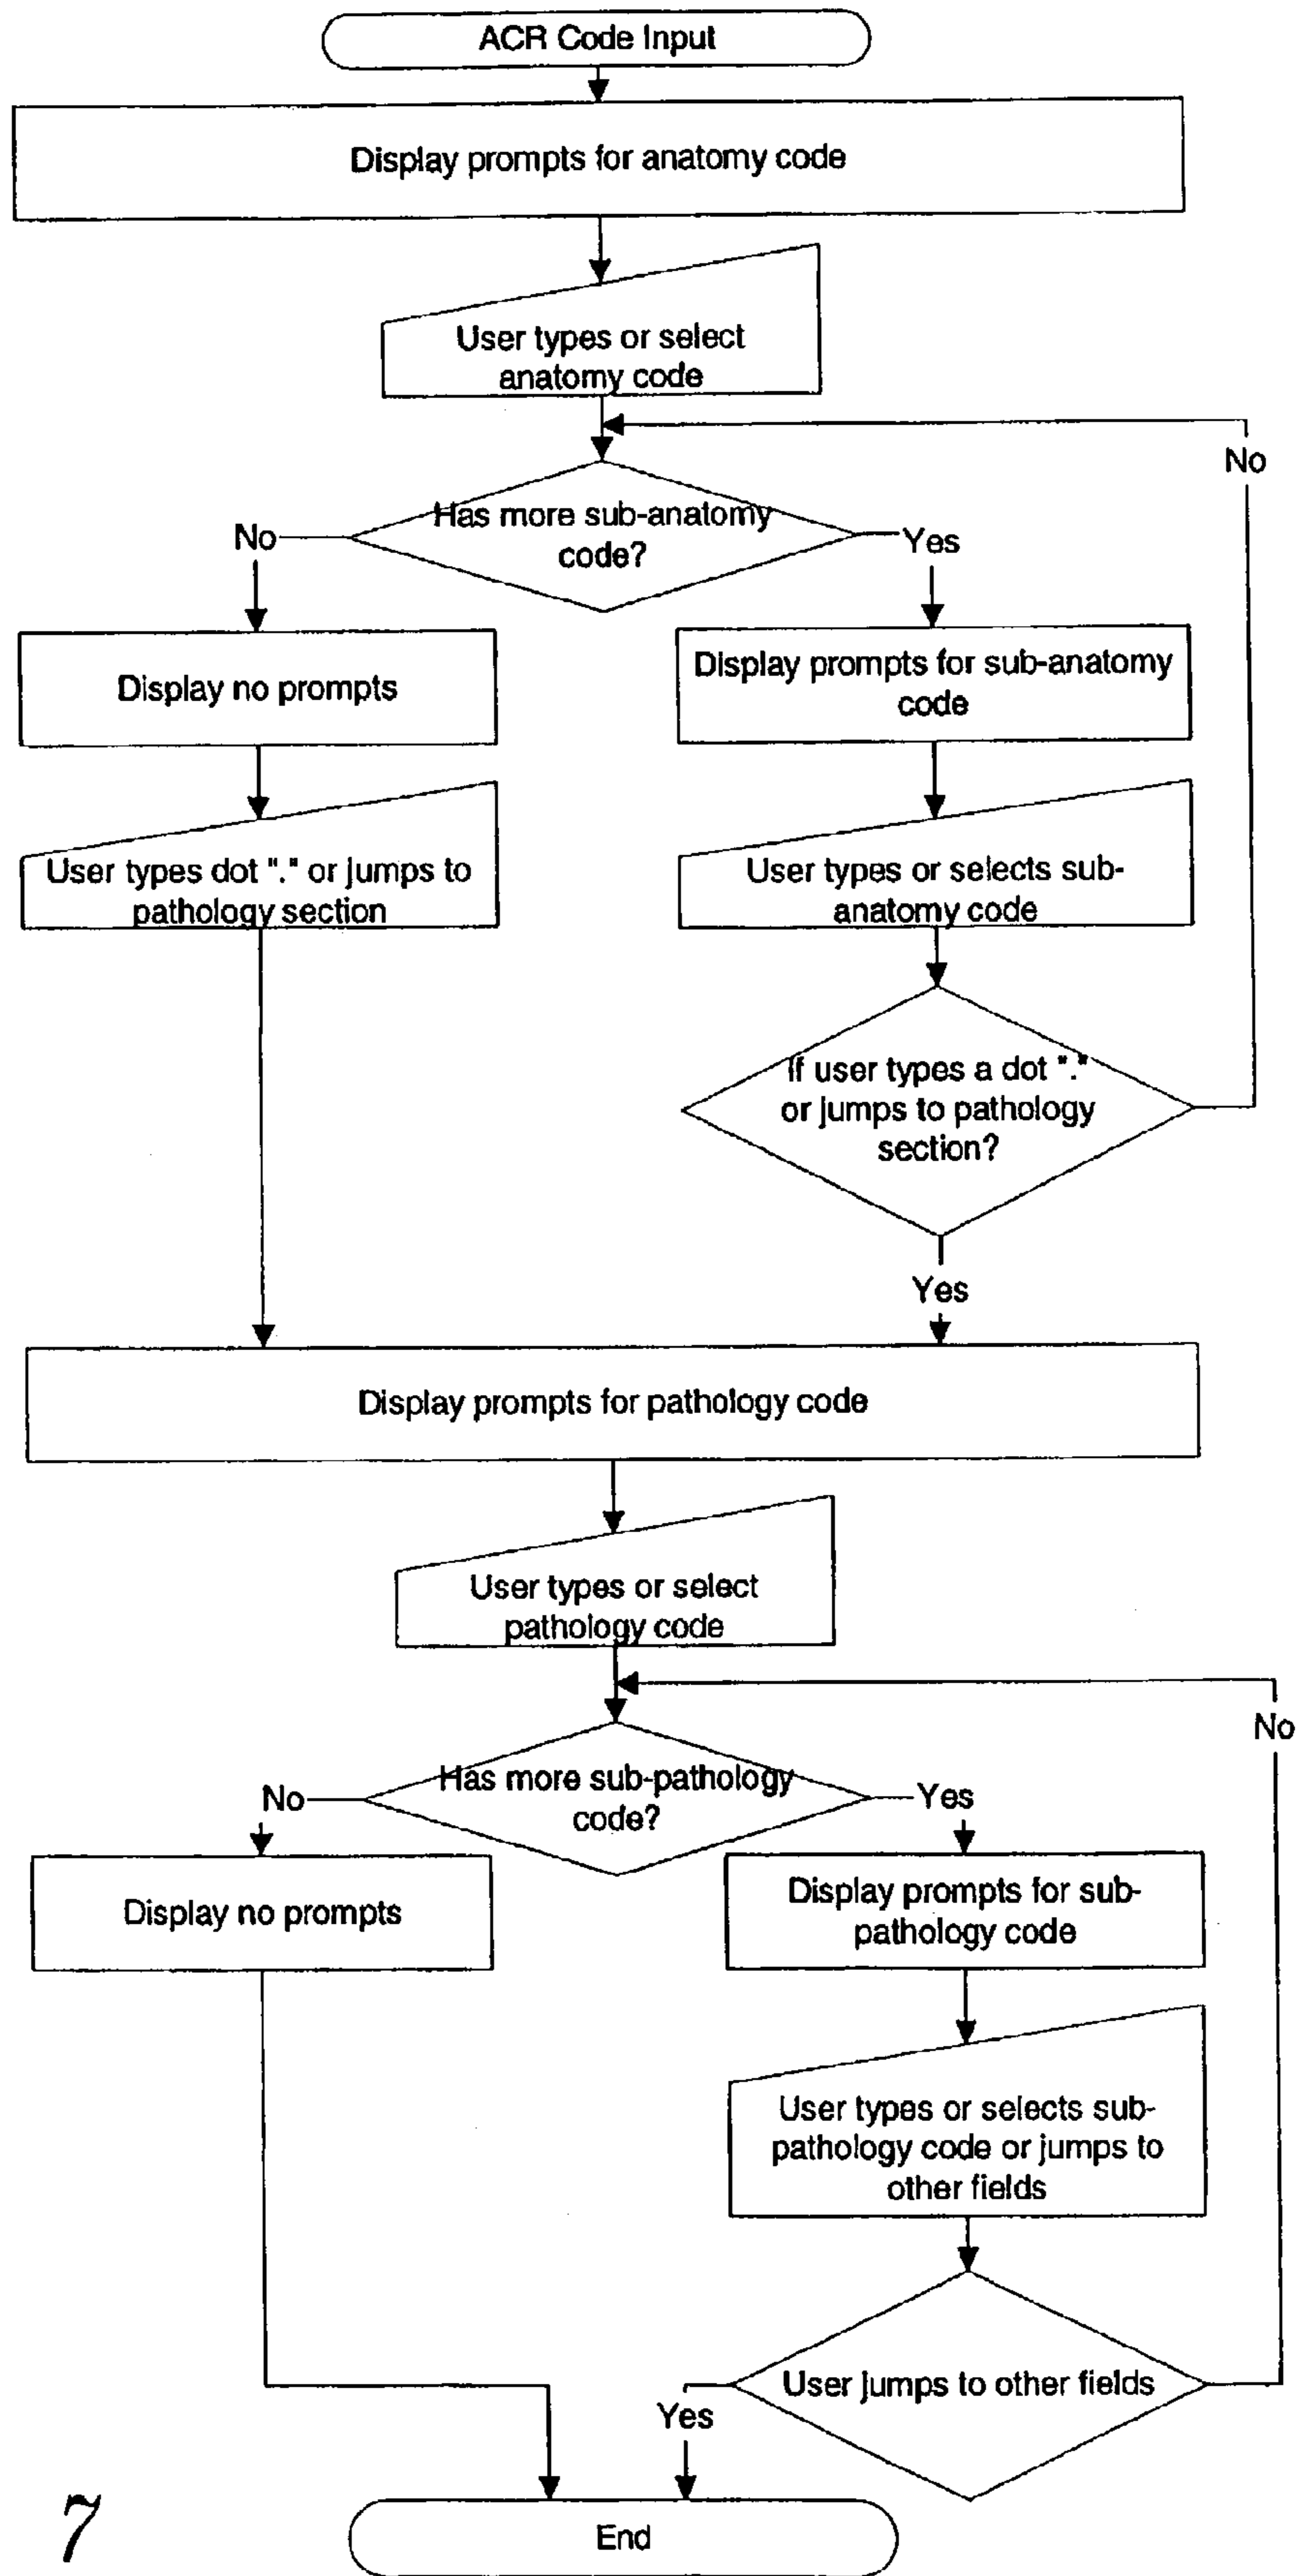 ACR Code Input
Display prompts for anatomy code
User types or select
anatomy code
No
Has more sub-anatomy
code?
No
Yes
Display no prompts
Display prompts for sub-anatomy
code
User types dot "." or jumps to
pathology section
User types or selects sub-
anatomy code
If user types a dot "."
or jumps to pathology
section?
Yes
Display prompts for pathology code
User types or select
pathology code
No
Has more sub-pathology
code?
No
Yes
Display no prompts
Display prompts for sub-
pathology code
User types or selects sub-
pathology code or jumps to
other fields
User jumps to other fields
Yes
End
7